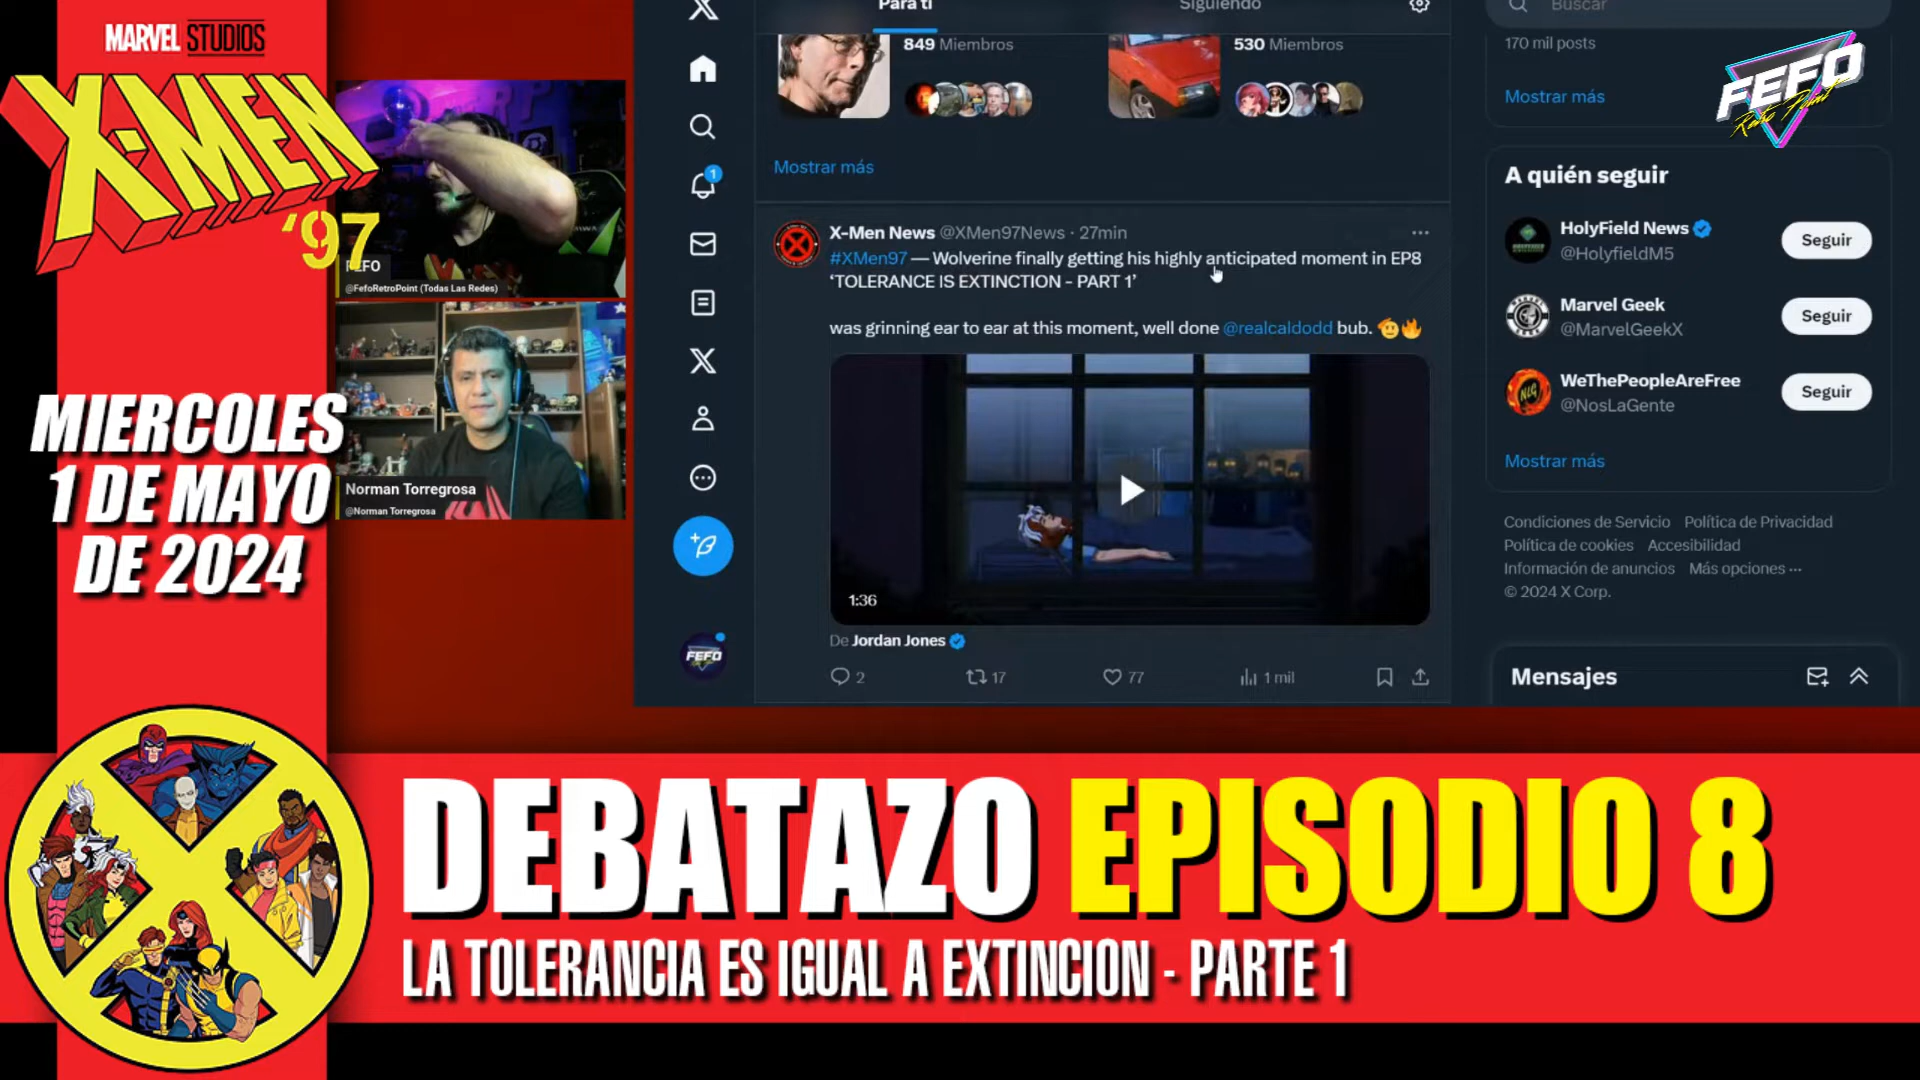 MARVEL STUDIOS
X-MEN
'97
MIERCOLES
1 DE MAYO
DE 2024
FEFO
@FefoRetroPoint (Todas Las Redes)
Norman Torregrosa
@Norman Torregrosa
Para ti
Siguiendo
849 Miembros
530 Miembros
Mostrar más
1
X-Men News @XMen97News · 27min
#XMen97 — Wolverine finally getting his highly anticipated moment in EP8
‘TOLERANCE IS EXTINCTION - PART 1’
was grinning ear to ear at this moment, well done @realcaldodd bub.
1:36
De Jordan Jones
2
17
77
1 mil
FEFO
Buscar
170 mil posts
Mostrar más
FEFO
Retro Point
A quién seguir
HolyField News
@HolyfieldM5
Seguir
Marvel Geek
@MarvelGeekX
Seguir
WeThePeopleAreFree
@NosLaGente
Seguir
Mostrar más
Condiciones de Servicio Política de Privacidad
Política de cookies Accesibilidad
Información de anuncios Más opciones ···
© 2024 X Corp.
Mensajes
DEBATAZO EPISODIO 8
LA TOLERANCIA ES IGUAL A EXTINCION - PARTE 1